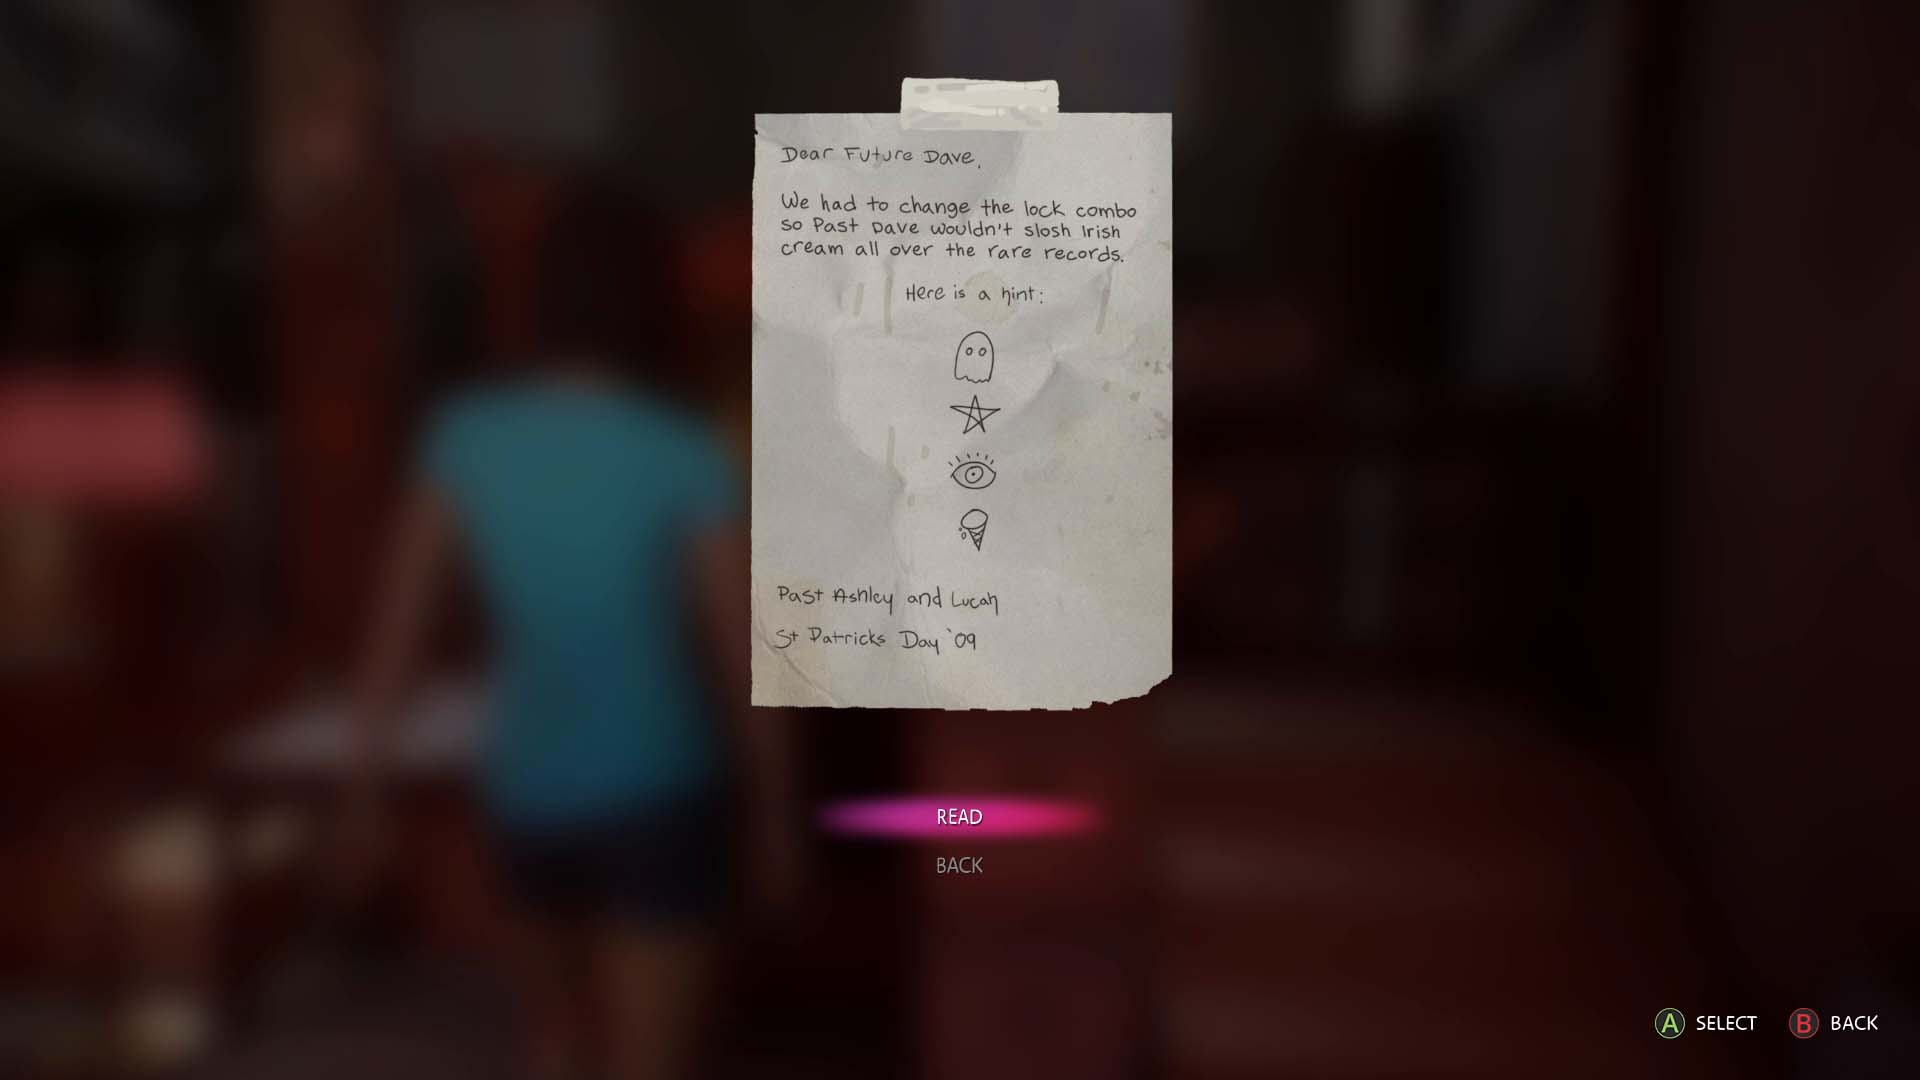 Dear Future Dave,
We had to change the lock combo
so Past Dave wouldn't slosh Irish
cream all over the rare records.
Here is a hint:
Past Ashley and Lucah
St Patricks Day '09
READ
BACK
A SELECT B BACK